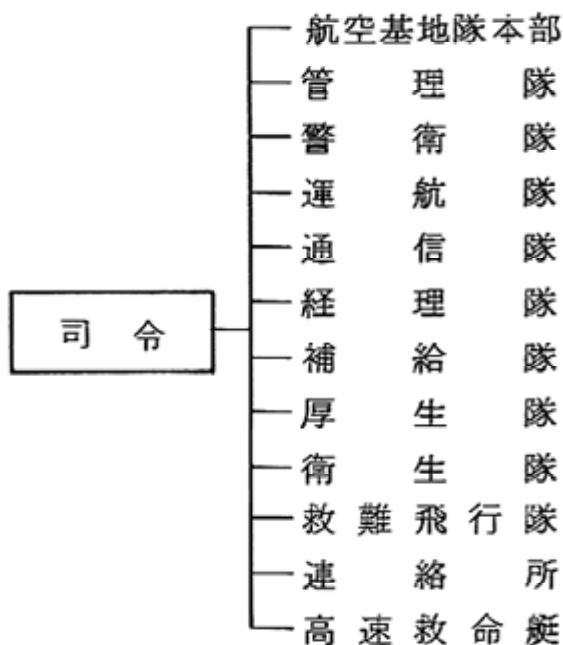 航空基地隊本部
管理隊
警衛隊
運航隊
通信隊
経理隊
司令
補給隊
厚生隊
衛生隊
救難飛行隊
連絡所
高速救命艇